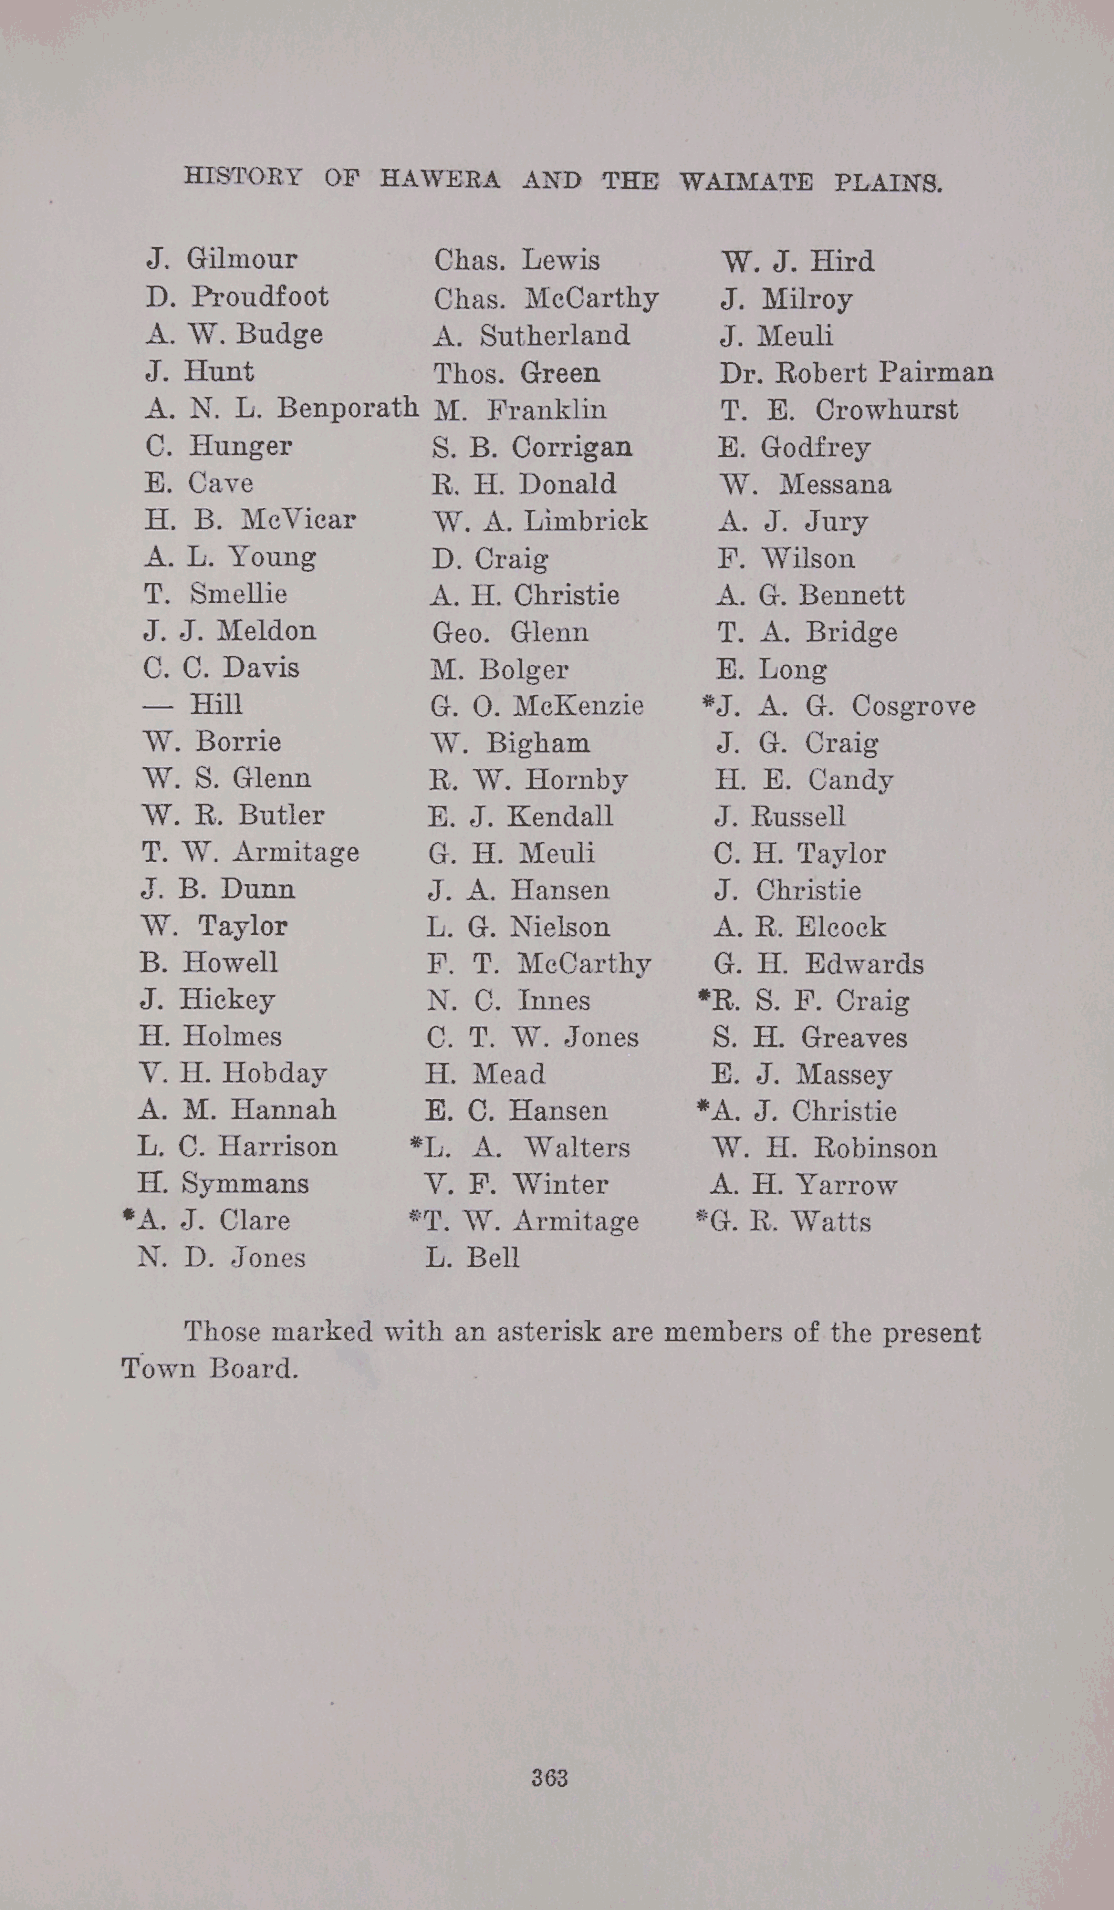 HISTORY OF HAWERA AND THE WAIMATE PLAINS.
J. Gilmour Chas. Lewis W. J. Hird
D. Proudfoot Chas. McCarthy J. Milroy
A. W. Budge A. Sutherland J. Meuli
J. Hunt Thos. Green Dr. Robert Pairman
A. N. L. Benporath M. Franklin T. E. Crowhurst
C. Hunger S. B. Corrigan E. Godfrey
E. Cave R. H. Donald W. Messana
H. B. McVicar W. A. Limbrick A. J. Jury
A. L. Young D. Craig F. Wilson
T. Smellie A. H. Christie A. G. Bennett
J. J. Meldon Geo. Glenn T. A. Bridge
C. C. Davis M. Bolger E. Long
— Hill G. O. McKenzie *J. A. G. Cosgrove
W. Borrie W. Bigham J. G. Craig
W. S. Glenn R. W. Hornby H. E. Candy
W. R. Butler E. J. Kendall J. Russell
T. W. Armitage G. H. Meuli C. H. Taylor
J. B. Dunn J. A. Hansen J. Christie
W. Taylor L. G. Nielson A. R. Elcock
B. Howell F. T. McCarthy G. H. Edwards
J. Hickey N. C. Innes *R. S. F. Craig
H. Holmes C. T. W. Jones S. H. Greaves
V. H. Hobday H. Mead E. J. Massey
A. M. Hannah E. C. Hansen *A. J. Christie
L. C. Harrison *L. A. Walters W. H. Robinson
H. Symmans V. F. Winter A. H. Yarrow
*A. J. Clare *T. W. Armitage *G. R. Watts
N. D. Jones L. Bell
Those marked with an asterisk are members of the present
Town Board.
363